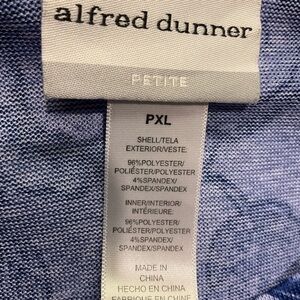 alfred dunner
PETITE
PXL
SHELL/TELA
EXTERIOR/VESTE:
96%POLYESTER/
POLIÉSTER/POLYESTER
4%SPANDEX/
SPANDEX/SPANDEX
INNER/INTERIOR/
INTÉRIEURE:
96%POLYESTER/
POLIÉSTER/POLYESTER
4%SPANDEX/
SPANDEX/SPANDEX
MADE IN
CHINA
HECHO EN CHINA
FABRIQUE EN CHINE